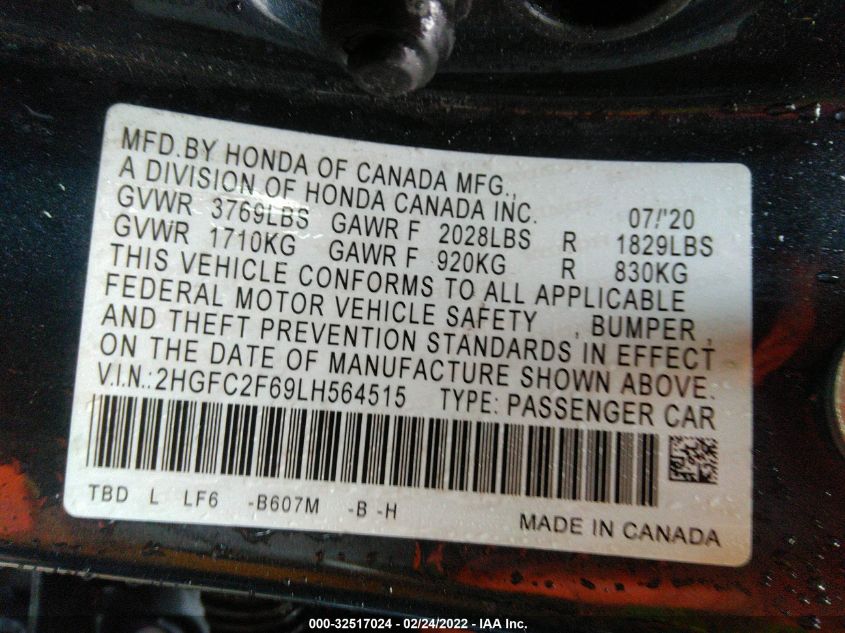 MFD.BY HONDA OF CANADA MFG.,
A DIVISION OF HONDA CANADA INC. 07/'20
GVWR 3769LBS GAWR F 2028LBS R 1829LBS
GVWR 1710KG GAWR F 920KG R 830KG
THIS VEHICLE CONFORMS TO ALL APPLICABLE
FEDERAL MOTOR VEHICLE SAFETY , BUMPER ,
AND THEFT PREVENTION STANDARDS IN EFFECT
ON THE DATE OF MANUFACTURE SHOWN ABOVE.
V.I.N.:2HGFC2F69LH564515 TYPE: PASSENGER CAR
TBD L LF6 -B607M -B -H
MADE IN CANADA
000-32517024 - 02/24/2022 - IAA Inc.